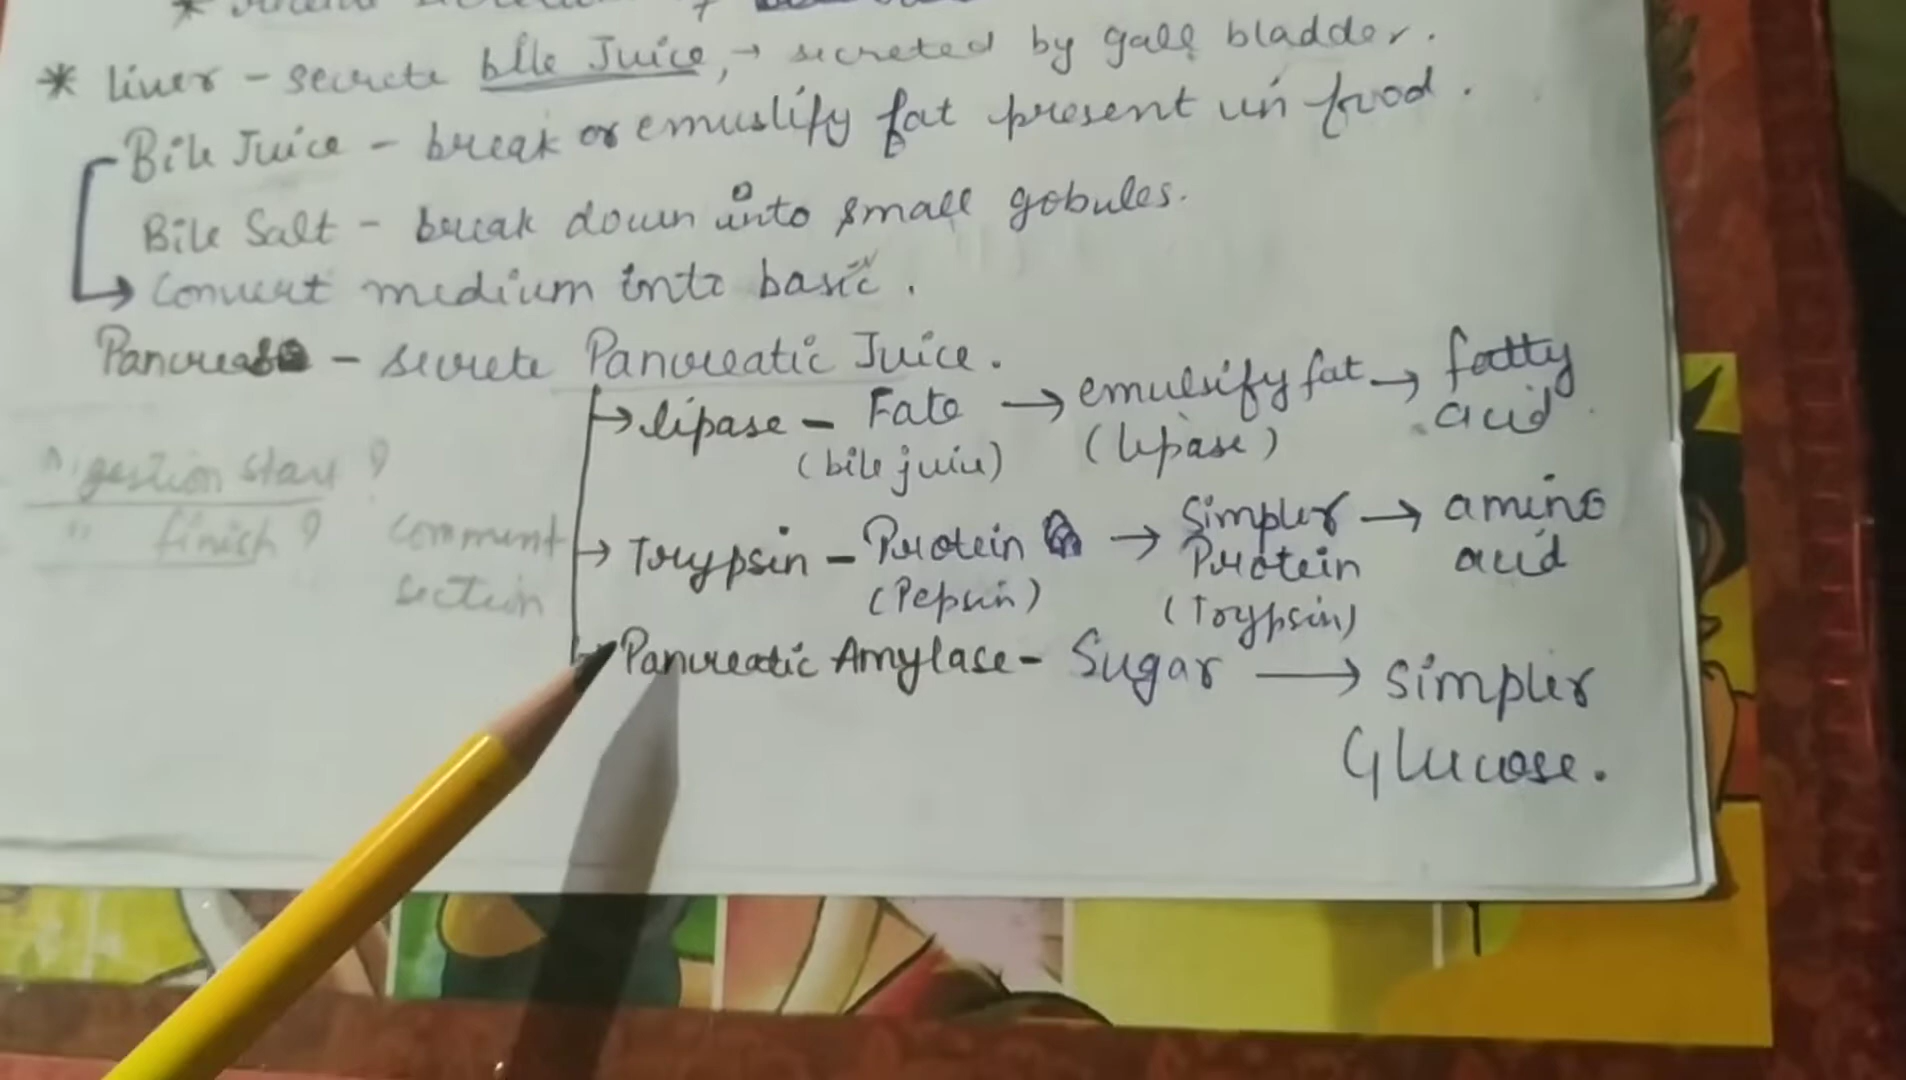 * liver - secrete bile Juice, → secreted by gall bladder.
Bile Juice - break or emuslify fat present in food.
Bile Salt - break down into small gobules.
→ Convert medium into basic.
Pancreas - secrete Pancreatic Juice.
→ lipase - Fats → emulsify fat → fatty acid
(bile juice) (lipase)
→ Trypsin - Protein → Simpler Protein → amino acid
(Pepsin) (Trypsin)
→ Pancreatic Amylase - Sugar → Simpler Glucose.
Digestion start ?
" finish ?
comment section